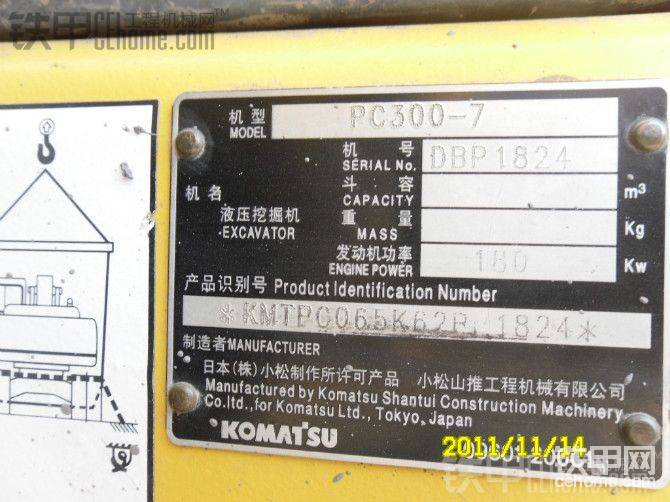 铁甲工程机械网
CEhome.com
机型 MODEL PC300-7
机号 SERIAL No. DBP1824
机名
液压挖掘机
EXCAVATOR
斗容 CAPACITY m³
重量 MASS Kg
发动机功率 ENGINE POWER 180 Kw
产品识别号 Product Identification Number
制造者MANUFACTURER
日本(株)小松制作所许可产品 小松山推工程机械有限公司
Manufactured by Komatsu Shantui Construction Machinery
Co.ltd.,for Komatsu Ltd., Tokyo, Japan
KOMATSU
2011/11/14
铁甲网
CEhome.com